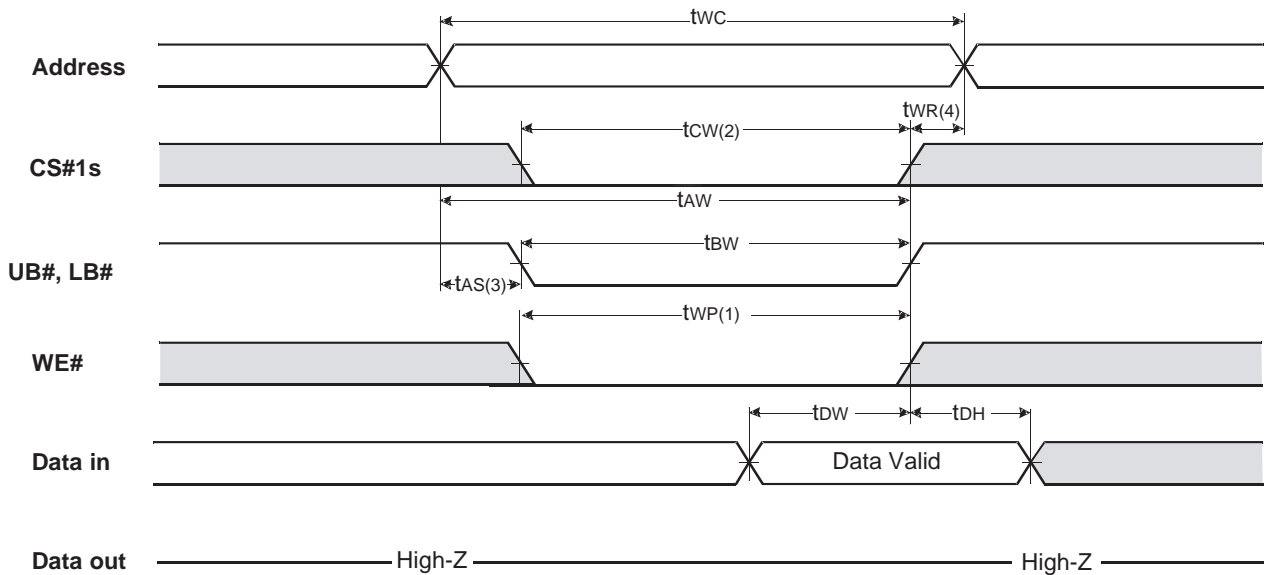 tWC
Address
tCW(2)
tWR(4)
CS#1s
tAW
tBW
UB#, LB#
tAS(3)
tWP(1)
WE#
tDW
tDH
Data in
Data Valid
Data out
High-Z
High-Z